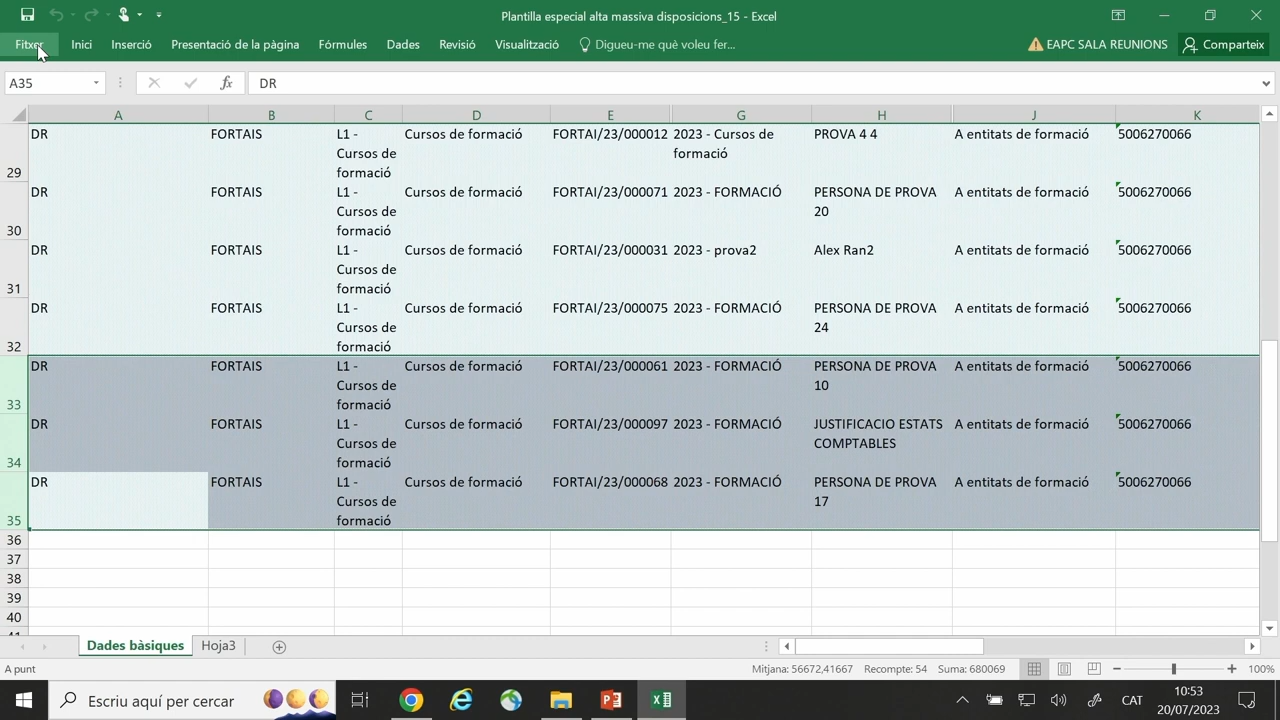 Plantilla especial alta massiva disposicions_15 - Excel
Fitxer Inici Inserció Presentació de la pàgina Fórmules Dades Revisió Visualització Digueu-me què voleu fer... EAPC SALA REUNIONS Comparteix
A35 fx DR
A B C D E G H J K
29 DR FORTAIS L1 - Cursos de formació FORTAI/23/000012 2023 - Cursos de PROVA 4 4 A entitats de formació 5006270066
Cursos de formació
formació
30 DR FORTAIS L1 - Cursos de formació FORTAI/23/000071 2023 - FORMACIÓ PERSONA DE PROVA A entitats de formació 5006270066
Cursos de 20
formació
31 DR FORTAIS L1 - Cursos de formació FORTAI/23/000031 2023 - prova2 Alex Ran2 A entitats de formació 5006270066
Cursos de
formació
32 DR FORTAIS L1 - Cursos de formació FORTAI/23/000075 2023 - FORMACIÓ PERSONA DE PROVA A entitats de formació 5006270066
Cursos de 24
formació
33 DR FORTAIS L1 - Cursos de formació FORTAI/23/000061 2023 - FORMACIÓ PERSONA DE PROVA A entitats de formació 5006270066
Cursos de 10
formació
34 DR FORTAIS L1 - Cursos de formació FORTAI/23/000097 2023 - FORMACIÓ JUSTIFICACIO ESTATS A entitats de formació 5006270066
Cursos de COMPTABLES
formació
35 DR FORTAIS L1 - Cursos de formació FORTAI/23/000068 2023 - FORMACIÓ PERSONA DE PROVA A entitats de formació 5006270066
Cursos de 17
formació
36
37
38
39
40
Dades bàsiques Hoja3
A punt Mitjana: 56672,41667 Recompte: 54 Suma: 680069 100%
Escriu aquí per cercar CAT 10:53
20/07/2023